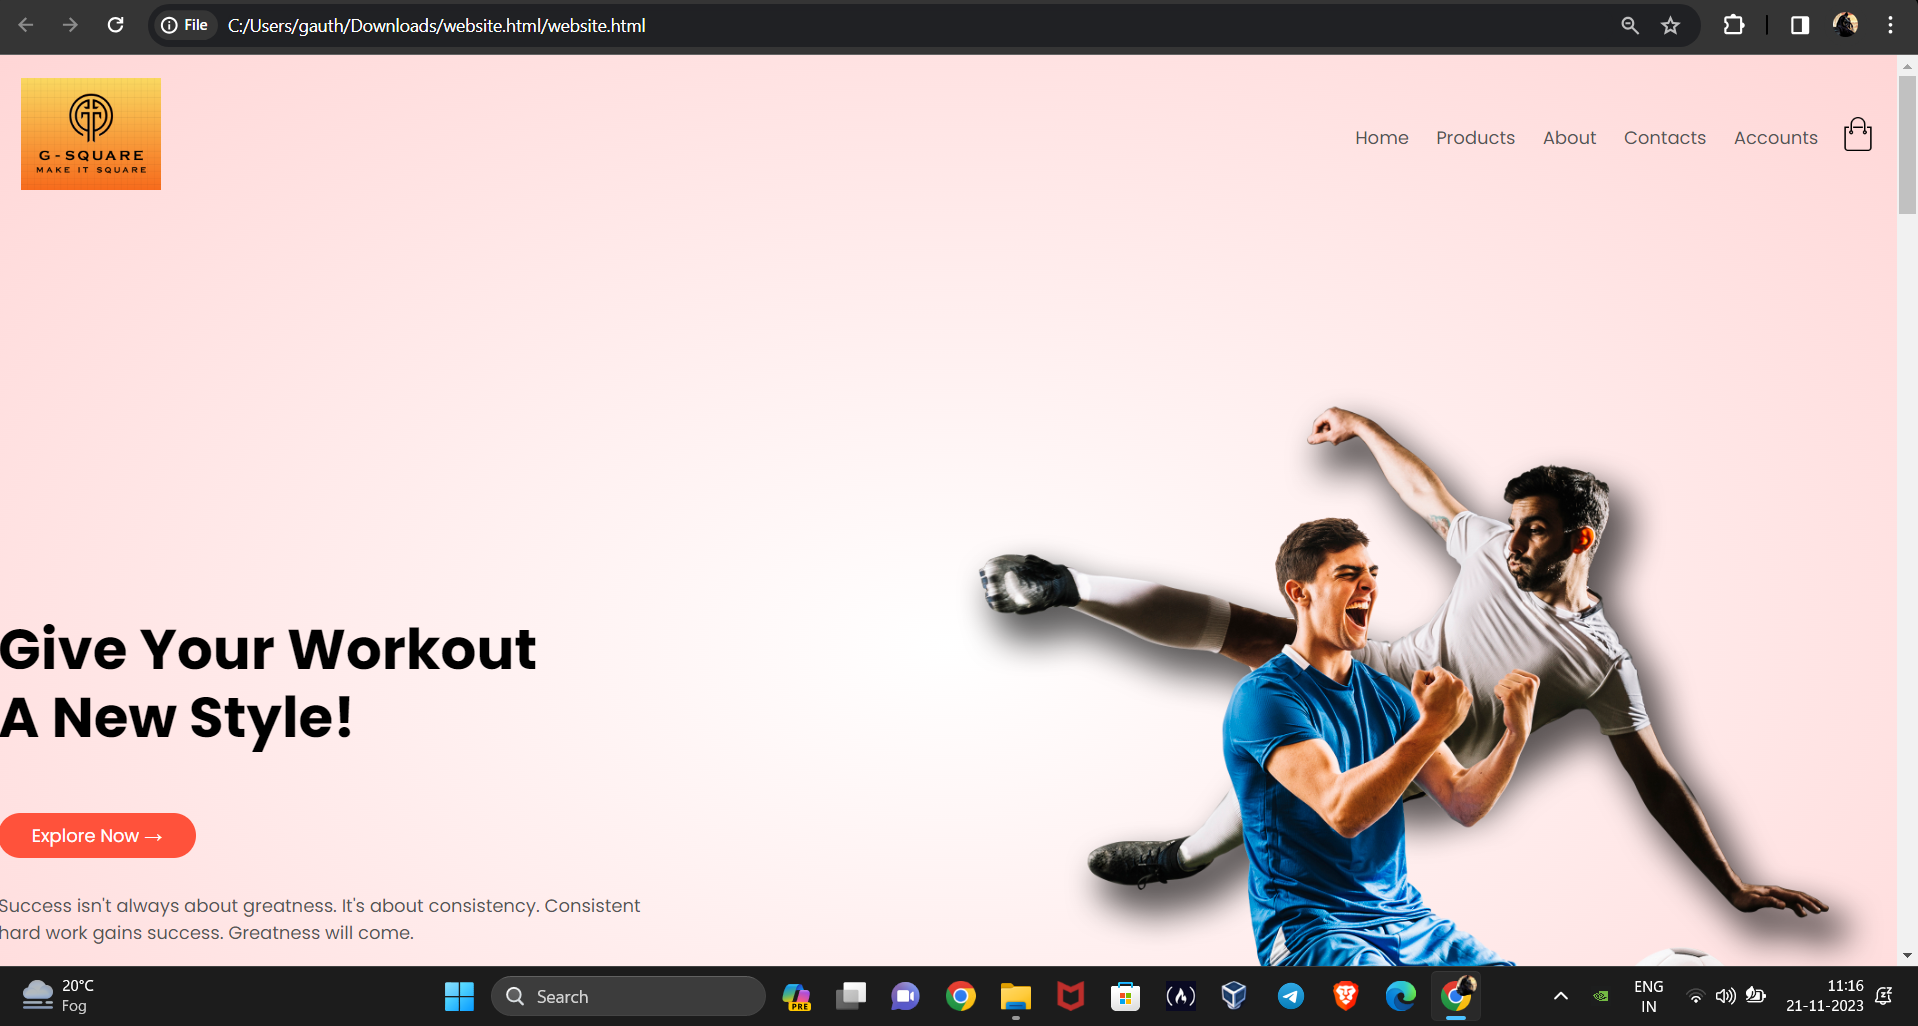 File
C:/Users/gauth/Downloads/website.html/website.html
G-SQUARE
MAKE IT SQUARE
Home Products About Contacts Accounts
Give Your Workout
A New Style!
Explore Now →
Success isn't always about greatness. It's about consistency. Consistent
hard work gains success. Greatness will come.
20°C
Fog
Search
PRE
ENG
IN
11:16
21-11-2023